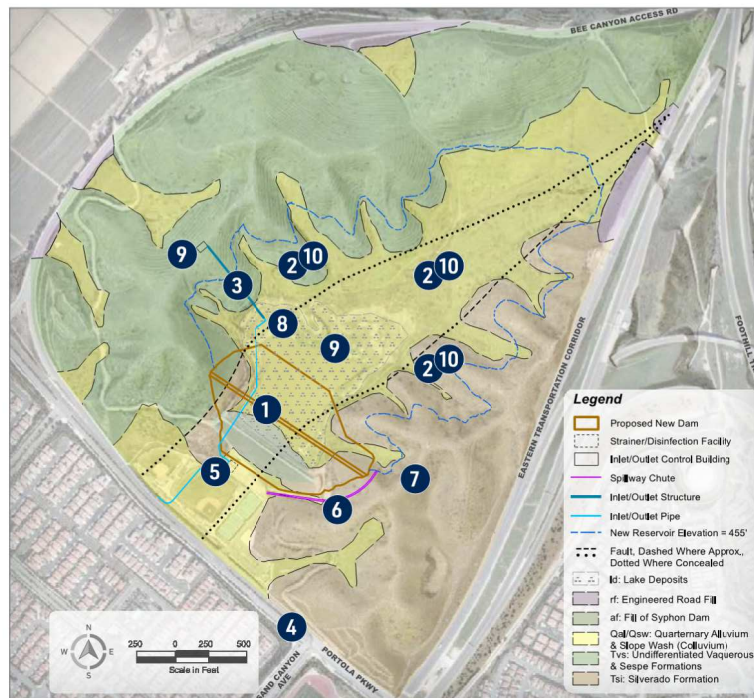 BEE CANYON ACCESS RD
9
3
2 10
2 10
8
9
2 10
1
5
7
6
4
EASTERN TRANSPORTATION CORRIDOR
PORTOLA PKWY
AVE
Legend
Proposed New Dam
Strainer/Disinfection Facility
Inlet/Outlet Control Building
Spillway Chute
Inlet/Outlet Structure
Inlet/Outlet Pipe
New Reservoir Elevation = 455'
Fault, Dashed Where Approx.,
Dotted Where Concealed
ld: Lake Deposits
rf: Engineered Road Fill
af: Fill of Syphon Dam
Qal/Qsw: Quarternary Alluvium
& Slope Wash (Colluvium)
Tvs: Undifferentiated Vaquerous
& Sespe Formations
Tsi: Silverado Formation
N
W E
S
250 0 250 500
Scale in Feet